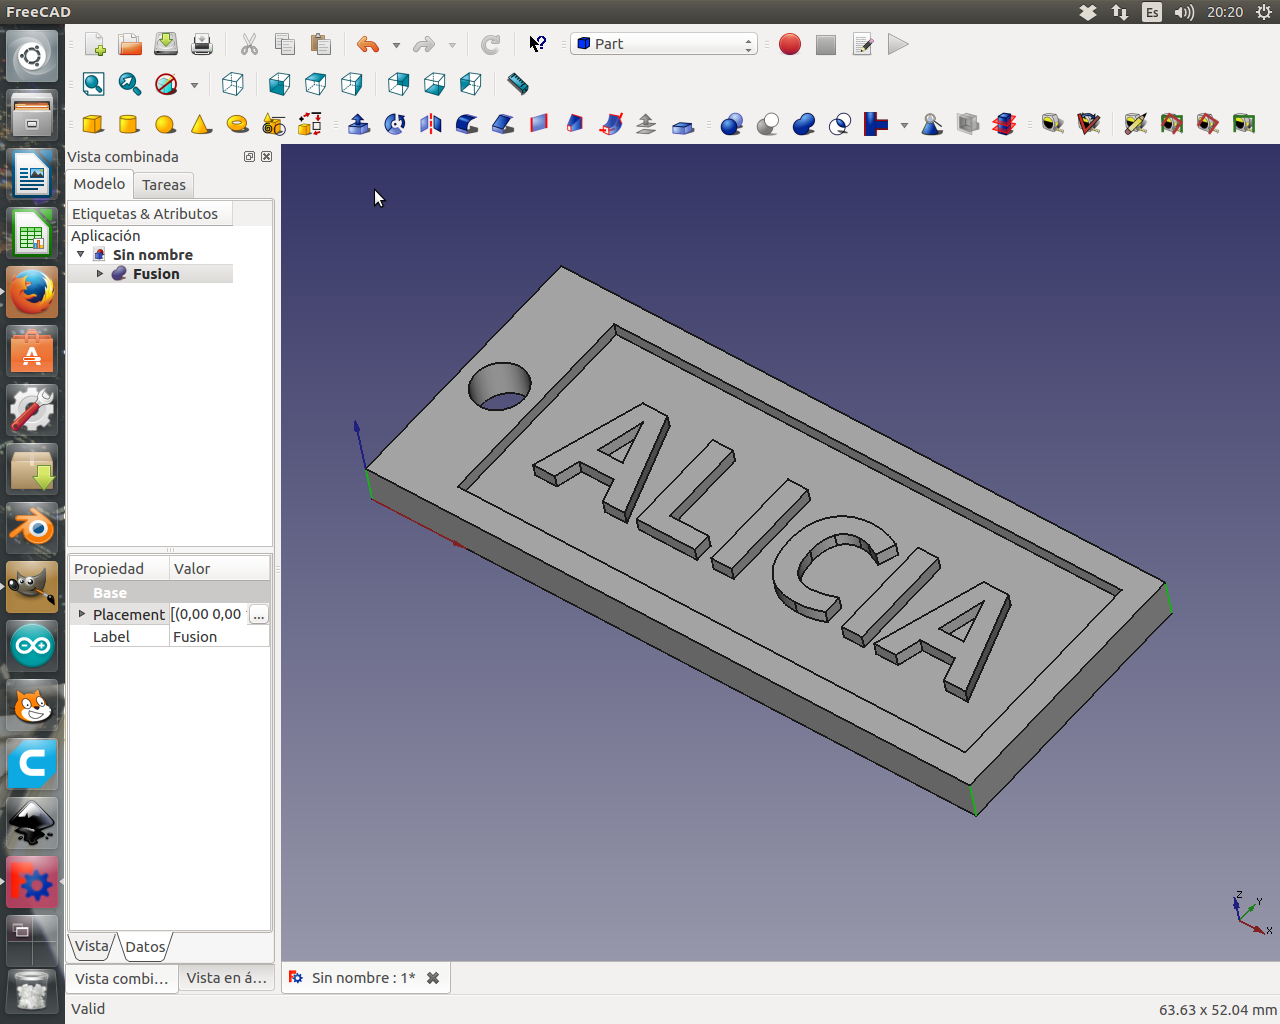 FreeCAD
Es
20:20
Part
Vista combinada
Modelo
Tareas
Etiquetas & Atributos
Aplicación
Sin nombre
Fusion
Propiedad
Valor
Base
Placement
[(0,00 0,00
...
Label
Fusion
Vista
Datos
Vista combi...
Vista en á...
ALICIA
Z
Y
X
Sin nombre : 1*
Valid
63.63 x 52.04 mm